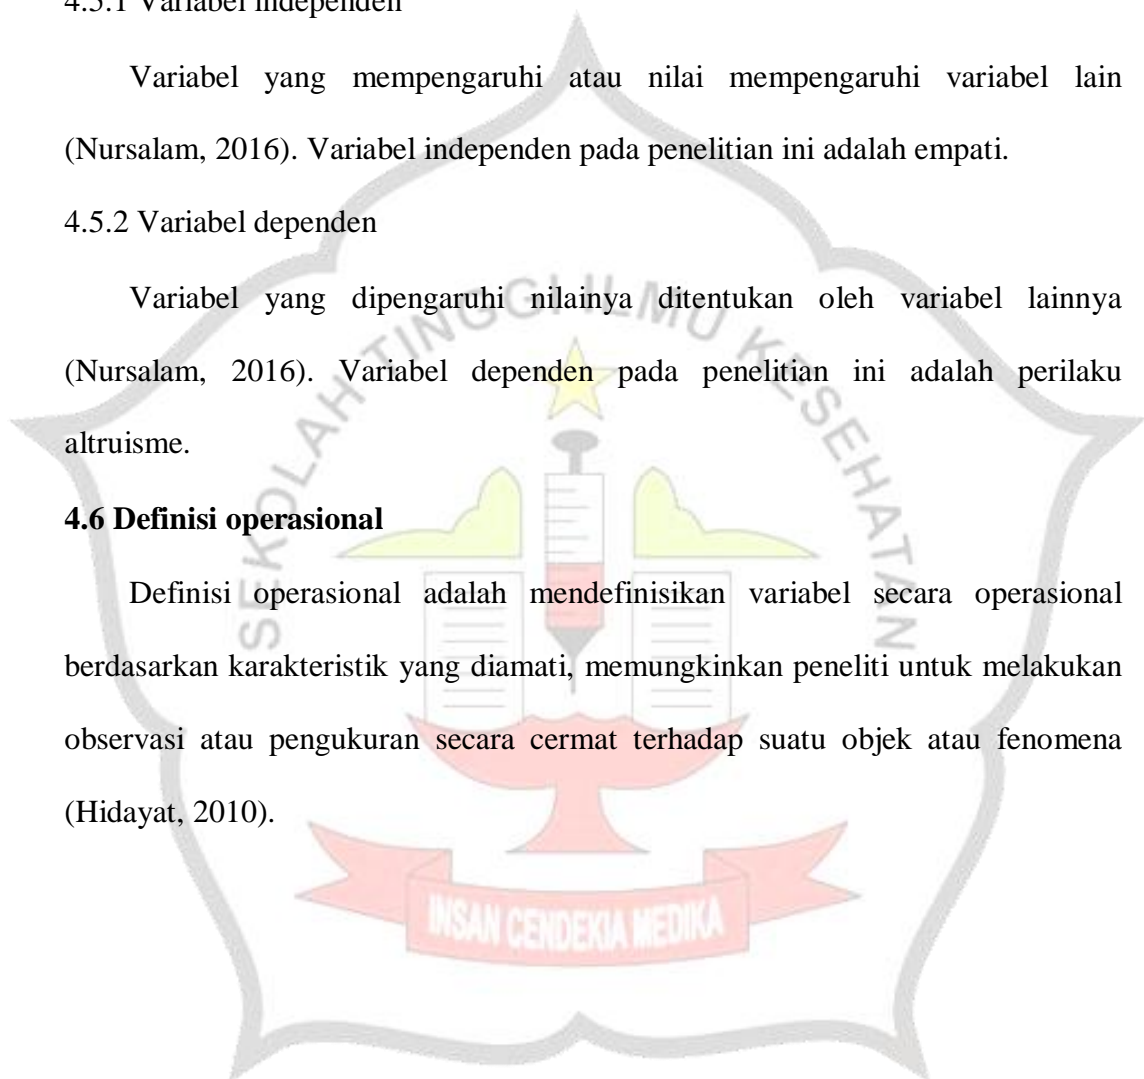 4.5.1 Variabel independen
Variabel yang mempengaruhi atau nilai mempengaruhi variabel lain
(Nursalam, 2016). Variabel independen pada penelitian ini adalah empati.
4.5.2 Variabel dependen
Variabel yang dipengaruhi nilainya ditentukan oleh variabel lainnya
(Nursalam, 2016). Variabel dependen pada penelitian ini adalah perilaku
altruisme.
4.6 Definisi operasional
Definisi operasional adalah mendefinisikan variabel secara operasional
berdasarkan karakteristik yang diamati, memungkinkan peneliti untuk melakukan
observasi atau pengukuran secara cermat terhadap suatu objek atau fenomena
(Hidayat, 2010).
SEKOLAH TINGGI ILMU KESEHATAN
INSAN CENDEKIA MEDIKA